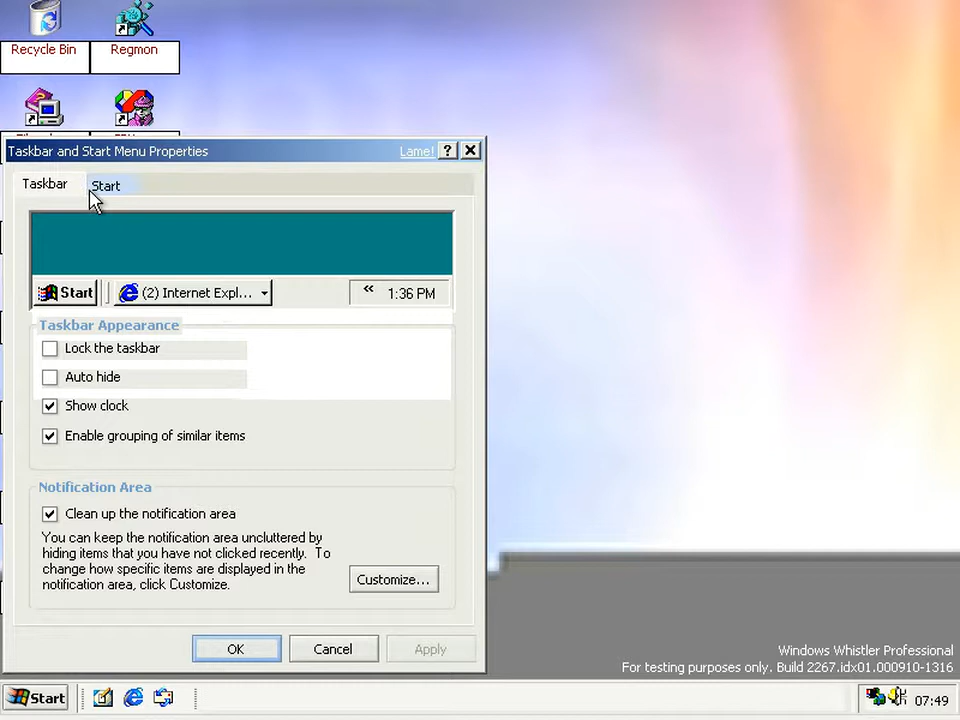 Recycle Bin
Regmon
Taskbar and Start Menu Properties
Lame!
Taskbar
Start
Start
(2) Internet Expl...
1:36 PM
Taskbar Appearance
Lock the taskbar
Auto hide
Show clock
Enable grouping of similar items
Notification Area
Clean up the notification area
You can keep the notification area uncluttered by
hiding items that you have not clicked recently. To
change how specific items are displayed in the
notification area, click Customize.
Customize...
OK
Cancel
Apply
Windows Whistler Professional
For testing purposes only. Build 2267.idx01.000910-1316
Start
07:49